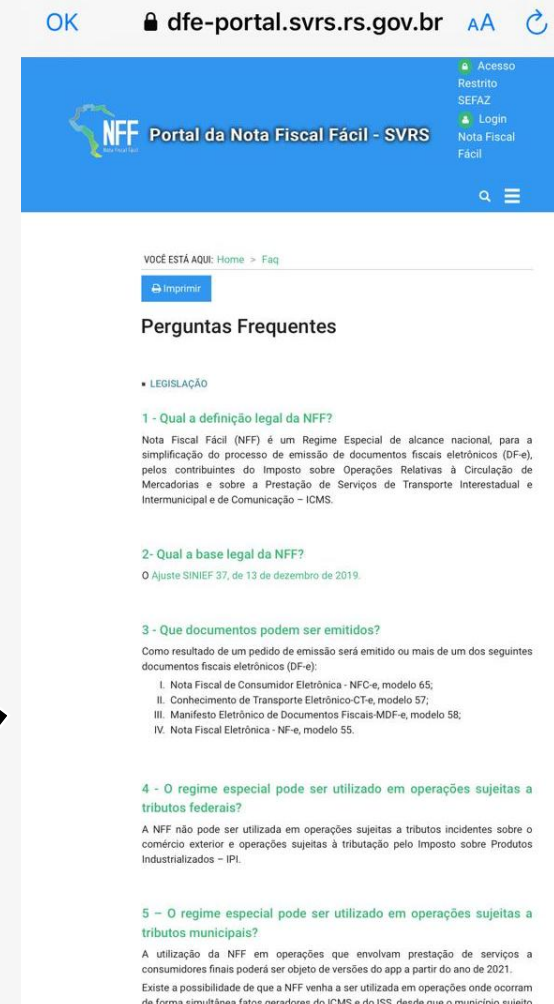 OK
dfe-portal.svrs.rs.gov.br
AA
Acesso
Restrito
SEFAZ
Login
Nota Fiscal
Fácil
NFF
Nota Fiscal Fácil
Portal da Nota Fiscal Fácil - SVRS
VOCÊ ESTÁ AQUI: Home > Faq
Imprimir
Perguntas Frequentes
▪ LEGISLAÇÃO
1 - Qual a definição legal da NFF?
Nota Fiscal Fácil (NFF) é um Regime Especial de alcance nacional, para a
simplificação do processo de emissão de documentos fiscais eletrônicos (DF-e),
pelos contribuintes do Imposto sobre Operações Relativas à Circulação de
Mercadorias e sobre a Prestação de Serviços de Transporte Interestadual e
Intermunicipal e de Comunicação – ICMS.
2- Qual a base legal da NFF?
O Ajuste SINIEF 37, de 13 de dezembro de 2019.
3 - Que documentos podem ser emitidos?
Como resultado de um pedido de emissão será emitido ou mais de um dos seguintes
documentos fiscais eletrônicos (DF-e):
I. Nota Fiscal de Consumidor Eletrônica - NFC-e, modelo 65;
II. Conhecimento de Transporte Eletrônico-CT-e, modelo 57;
III. Manifesto Eletrônico de Documentos Fiscais-MDF-e, modelo 58;
IV. Nota Fiscal Eletrônica - NF-e, modelo 55.
4 - O regime especial pode ser utilizado em operações sujeitas a
tributos federais?
A NFF não pode ser utilizada em operações sujeitas a tributos incidentes sobre o
comércio exterior e operações sujeitas à tributação pelo Imposto sobre Produtos
Industrializados – IPI.
5 – O regime especial pode ser utilizado em operações sujeitas a
tributos municipais?
A utilização da NFF em operações que envolvam prestação de serviços a
consumidores finais poderá ser objeto de versões do app a partir do ano de 2021.
Existe a possibilidade de que a NFF venha a ser utilizada em operações onde ocorram
de forma simultânea fatos geradores do ICMS e do ISS, desde que o município sujeito